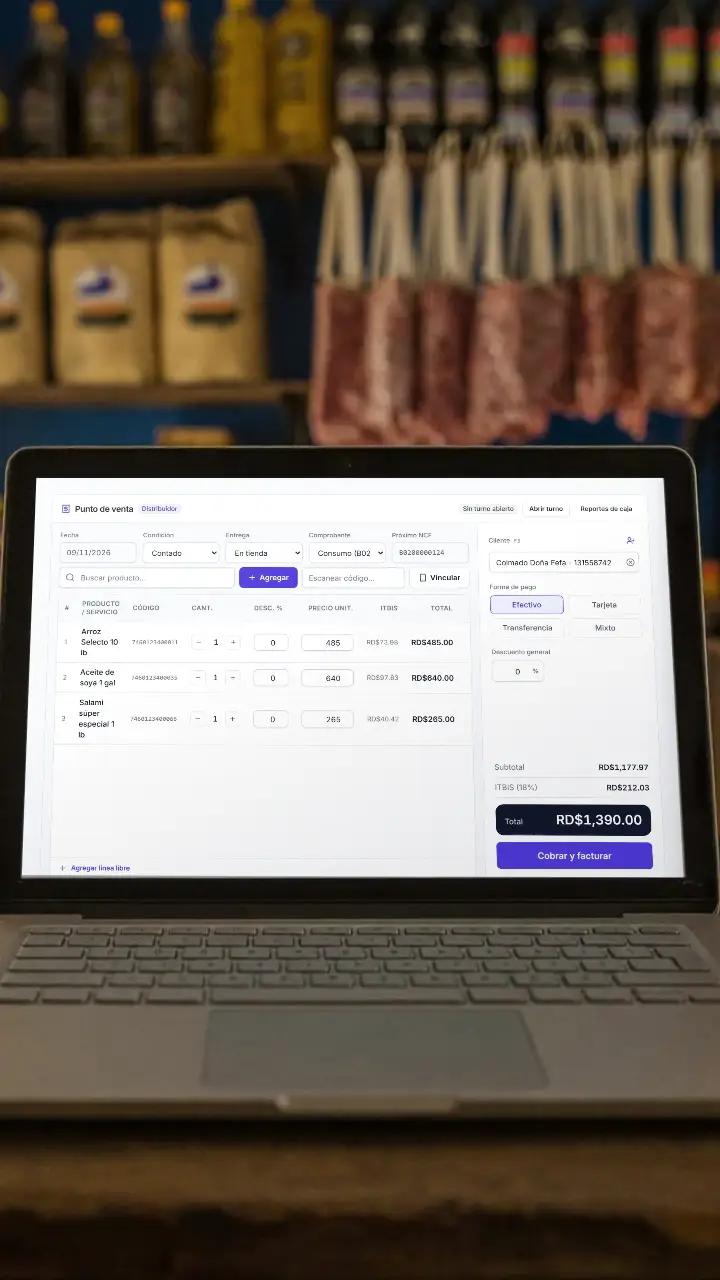 Punto de venta
Distribuidor
Sin turno abierto
Abrir turno
Reportes de caja
Fecha
Condición
Entrega
Comprobante
Próximo NCF
09/11/2026
Contado
En tienda
Consumo (B02
B0200000124
Buscar producto...
+ Agregar
Escanear código...
Vincular
# PRODUCTO / SERVICIO CÓDIGO CANT. DESC. % PRECIO UNIT. ITBIS TOTAL
1 Arroz Selecto 10 lb 7460123400011 − 1 + 0 485 RD$73.98 RD$485.00
2 Aceite de soya 1 gal 7460123400035 − 1 + 0 640 RD$97.63 RD$640.00
3 Salami súper especial 1 lb 7460123400066 − 1 + 0 265 RD$40.42 RD$265.00
+ Agregar línea libre
Cliente F3
Colmado Doña Fefa · 131558742
Forma de pago
Efectivo
Tarjeta
Transferencia
Mixto
Descuento general
0 %
Subtotal RD$1,177.97
ITBIS (18%) RD$212.03
Total RD$1,390.00
Cobrar y facturar